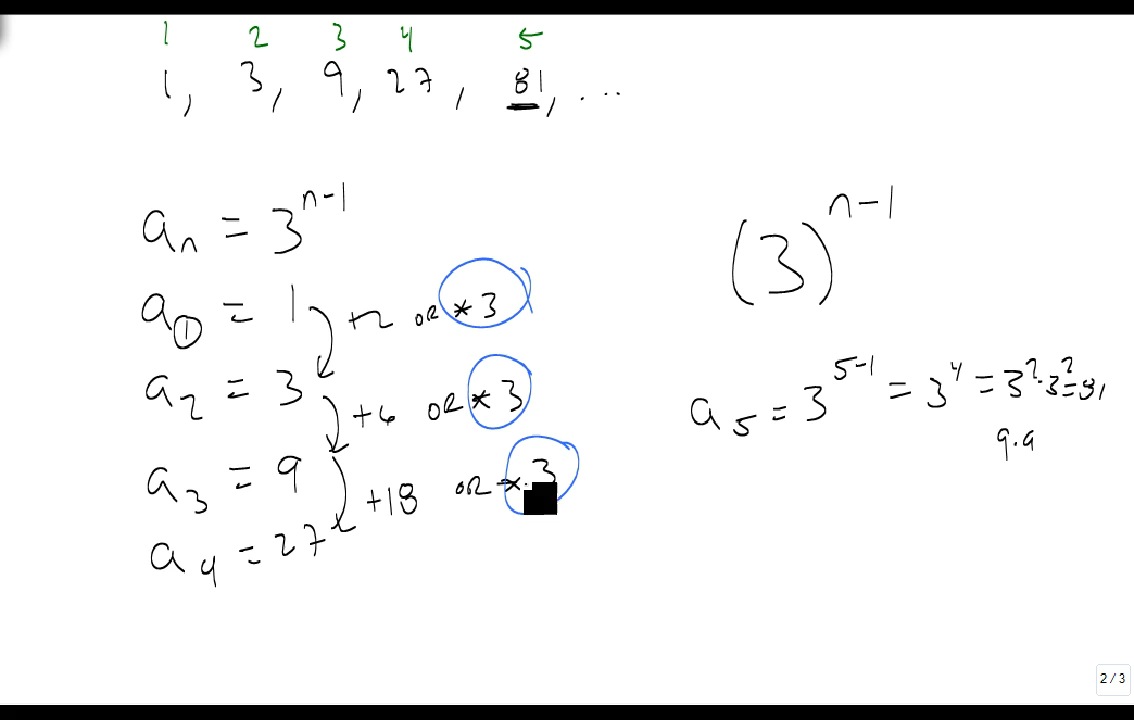 1 2 3 4 5
1, 3, 9, 27, 81, ...
aₙ = 3ⁿ⁻¹
(3)ⁿ⁻¹
a① = 1 +2 OR *3
a₂ = 3 +6 OR *3
a₅ = 3⁵⁻¹ = 3⁴ = 3²·3² = 81
9·9
a₃ = 9 +18 OR *3
a₄ = 27
2/3